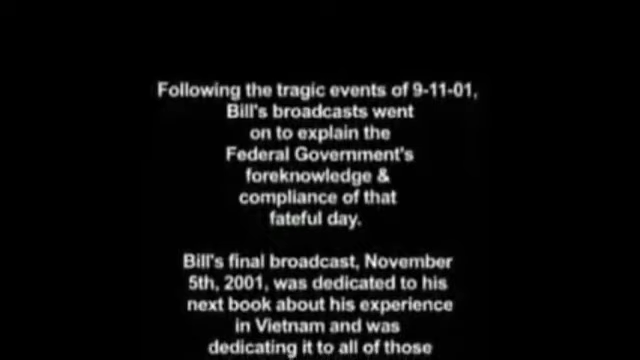 Following the tragic events of 9-11-01,
Bill's broadcasts went
on to explain the
Federal Government's
foreknowledge &
compliance of that
fateful day.
Bill's final broadcast, November
5th, 2001, was dedicated to his
next book about his experience
in Vietnam and was
dedicating it to all of those